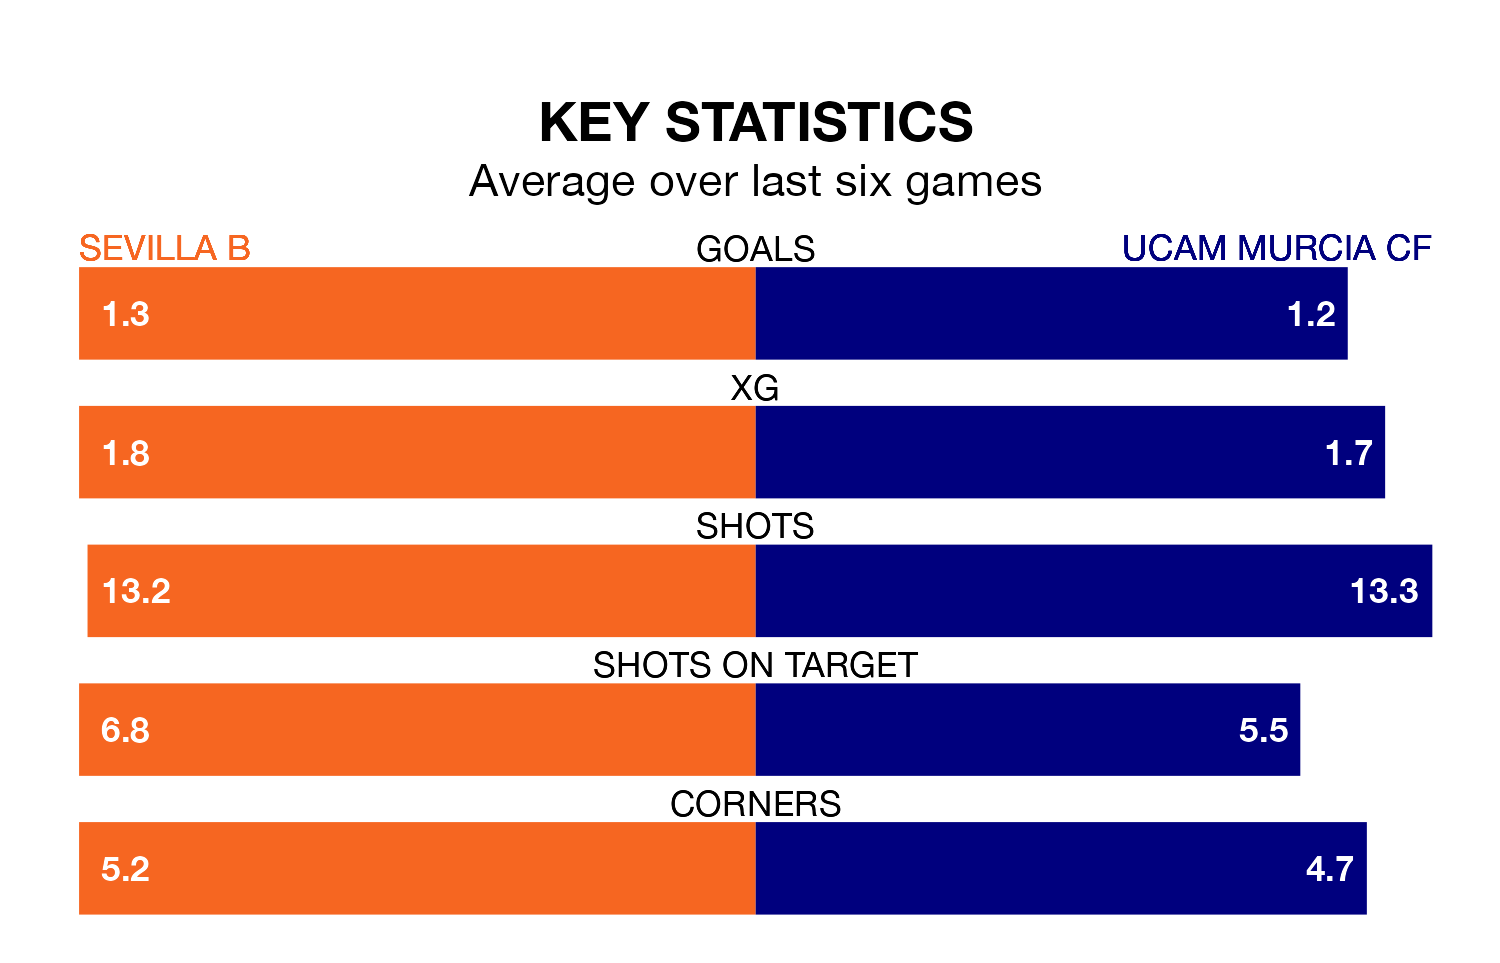 KEY STATISTICS
Average over last six games
SEVILLA B GOALS UCAM MURCIA CF
1.3 1.2
XG
1.8 1.7
SHOTS
13.2 13.3
SHOTS ON TARGET
6.8 5.5
CORNERS
5.2 4.7